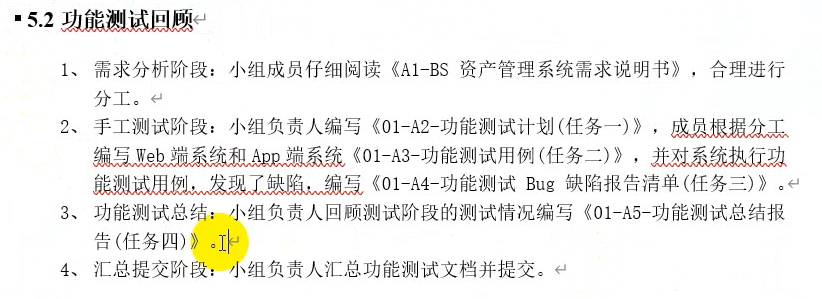 5.2 功能测试回顾
1、 需求分析阶段：小组成员仔细阅读《A1-BS 资产管理系统需求说明书》，合理进行
分工。
2、 手工测试阶段：小组负责人编写《01-A2-功能测试计划(任务一)》，成员根据分工
编写 Web 端系统和 App 端系统《01-A3-功能测试用例(任务二)》，并对系统执行功
能测试用例，发现了缺陷，编写《01-A4-功能测试 Bug 缺陷报告清单(任务三)》。
3、 功能测试总结：小组负责人回顾测试阶段的测试情况编写《01-A5-功能测试总结报
告(任务四)》。
4、 汇总提交阶段：小组负责人汇总功能测试文档并提交。